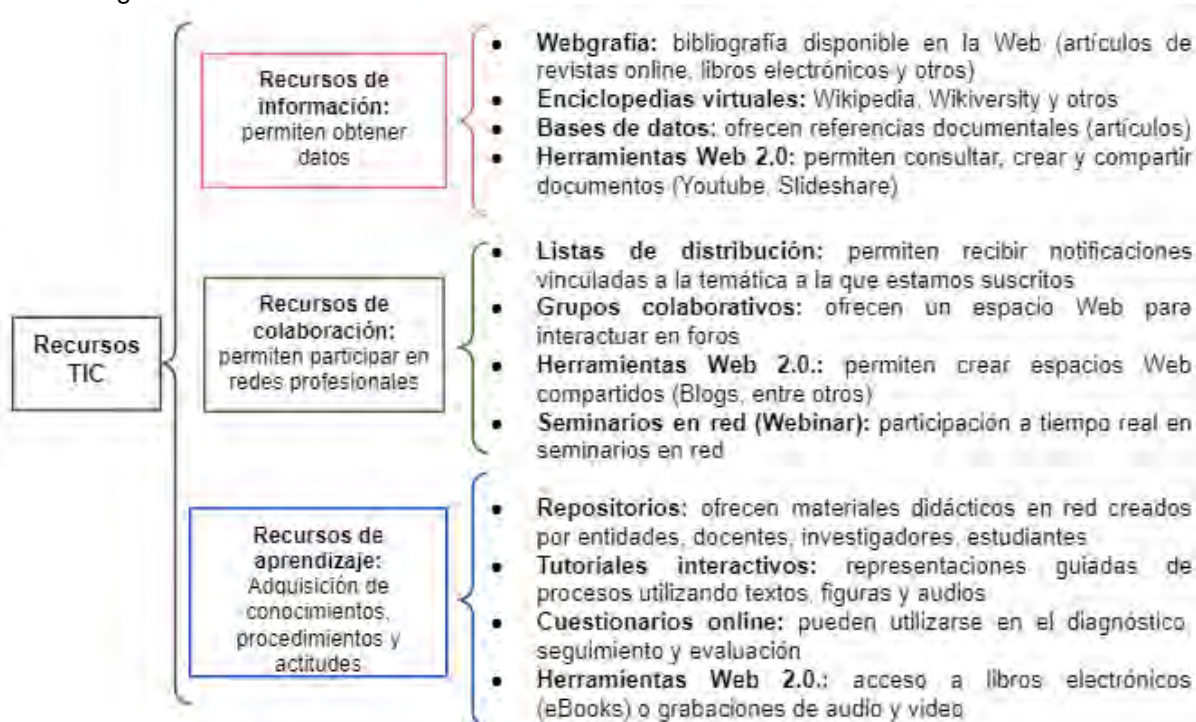 Recursos TIC
Recursos de
información:
permiten obtener
datos
• Webgrafía: bibliografía disponible en la Web (artículos de
revistas online, libros electrónicos y otros)
• Enciclopedias virtuales: Wikipedia, Wikiversity y otros
• Bases de datos: ofrecen referencias documentales (artículos)
• Herramientas Web 2.0: permiten consultar, crear y compartir
documentos (Youtube, Slideshare)
Recursos de
colaboración:
permiten participar en
redes profesionales
• Listas de distribución: permiten recibir notificaciones
vinculadas a la temática a la que estamos suscritos
• Grupos colaborativos: ofrecen un espacio Web para
interactuar en foros
• Herramientas Web 2.0.: permiten crear espacios Web
compartidos (Blogs, entre otros)
• Seminarios en red (Webinar): participación a tiempo real en
seminarios en red
Recursos de
aprendizaje:
Adquisición de
conocimientos,
procedimientos y
actitudes
• Repositorios: ofrecen materiales didácticos en red creados
por entidades, docentes, investigadores, estudiantes
• Tutoriales interactivos: representaciones guiadas de
procesos utilizando textos, figuras y audios
• Cuestionarios online: pueden utilizarse en el diagnóstico,
seguimiento y evaluación
• Herramientas Web 2.0.: acceso a libros electrónicos
(eBooks) o grabaciones de audio y video